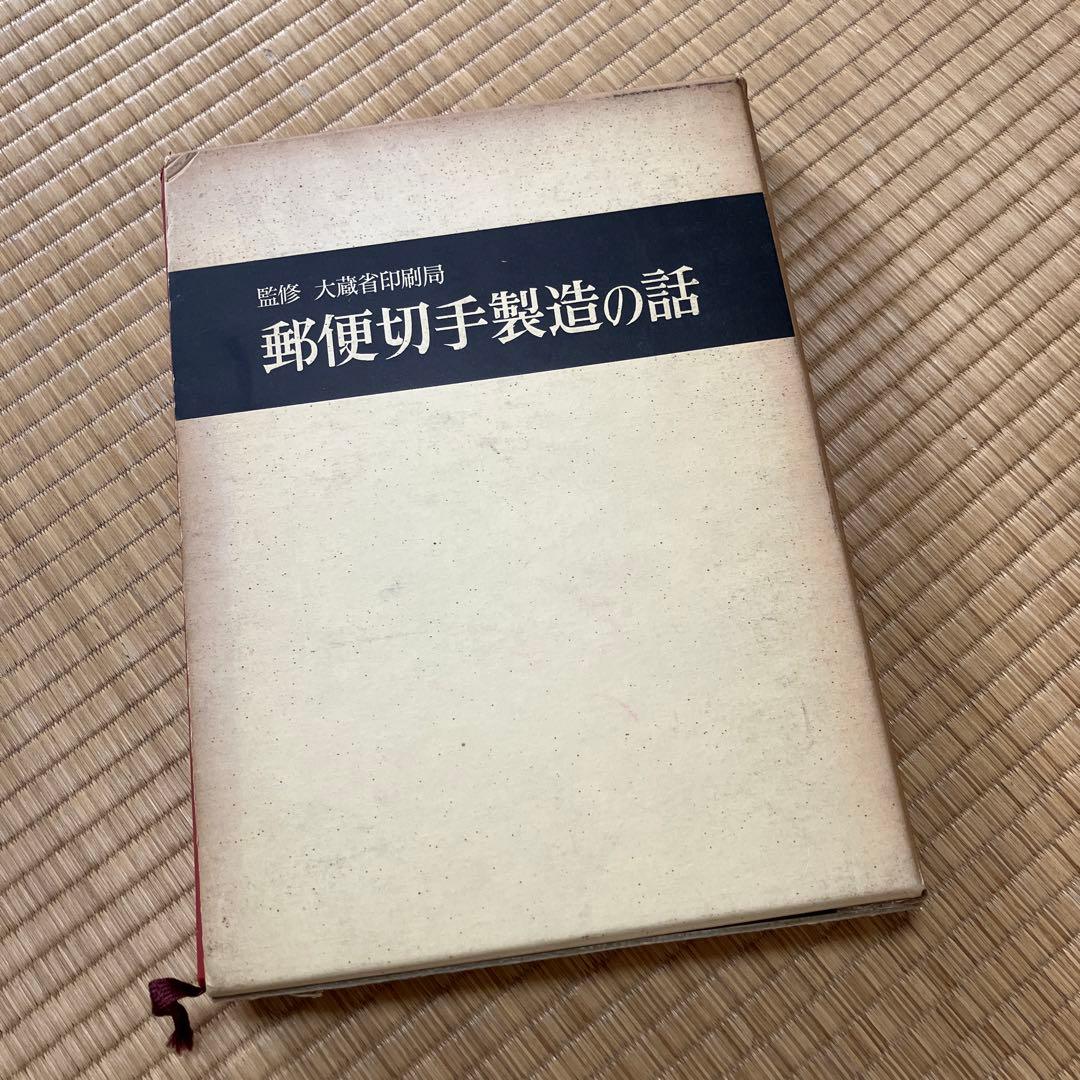 監修 大蔵省印刷局
郵便切手製造の話